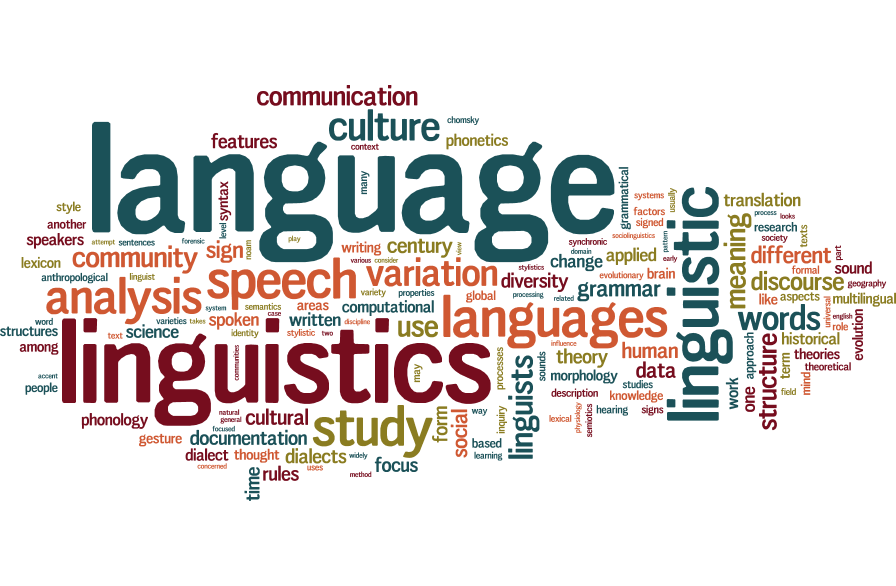 communication
culture
chomsky
features
context
phonetics
language
many
style
another
speakers
syntax
level
attempt
sentences
forensic
play
noam
grammatical
systems
factors
signed
sociolinguistics
usually
pattern
early
translation
process
looks
research
society
texts
lexicon
community
sign
writing
century
view
various
consider
synchronic
domain
change
applied
stylistics
linguistic
meaning
different
part
formal
sound
anthropological
linguist
speech
variation
diversity
evolutionary
brain
discourse
geography
analysis
system
semantics
case
variety
properties
areas
computational
global
processing
related
grammar
like
aspects
multilingual
word
structures
text
science
varieties
takes
spoken
identity
written
discipline
stylistic
two
use
languages
words
universal
english
role
among
linguistics
communities
may
processes
linguists
sounds
influence
theory
human
data
morphology
studies
approach
structure
historical
theories
theoretical
evolution
term
mind
accent
people
description
knowledge
work
one
field
phonology
natural
general
focused
cultural
study
form
social
way
inquiry
based
learning
lexical
physiology
semiotics
hearing
signs
gesture
documentation
dialect
concerned
thought
dialects
widely
focus
time
rules
uses
method